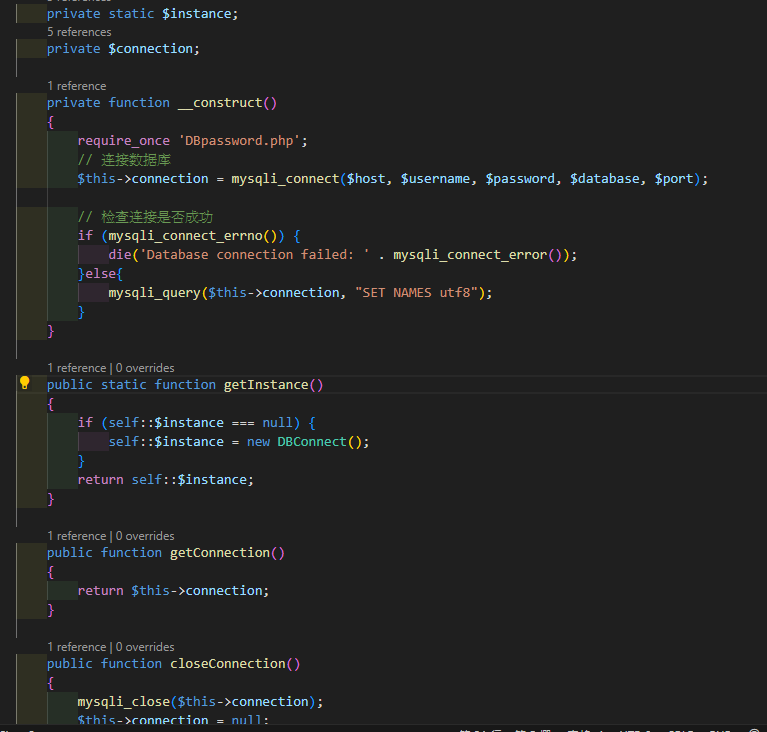 private static $instance;
5 references
private $connection;
1 reference
private function __construct()
{
require_once 'DBpassword.php';
// 连接数据库
$this->connection = mysqli_connect($host, $username, $password, $database, $port);
// 检查连接是否成功
if (mysqli_connect_errno()) {
die('Database connection failed: ' . mysqli_connect_error());
}else{
mysqli_query($this->connection, "SET NAMES utf8");
}
}
1 reference | 0 overrides
public static function getInstance()
{
if (self::$instance === null) {
self::$instance = new DBConnect();
}
return self::$instance;
}
1 reference | 0 overrides
public function getConnection()
{
return $this->connection;
}
1 reference | 0 overrides
public function closeConnection()
{
mysqli_close($this->connection);
$this->connection = null;